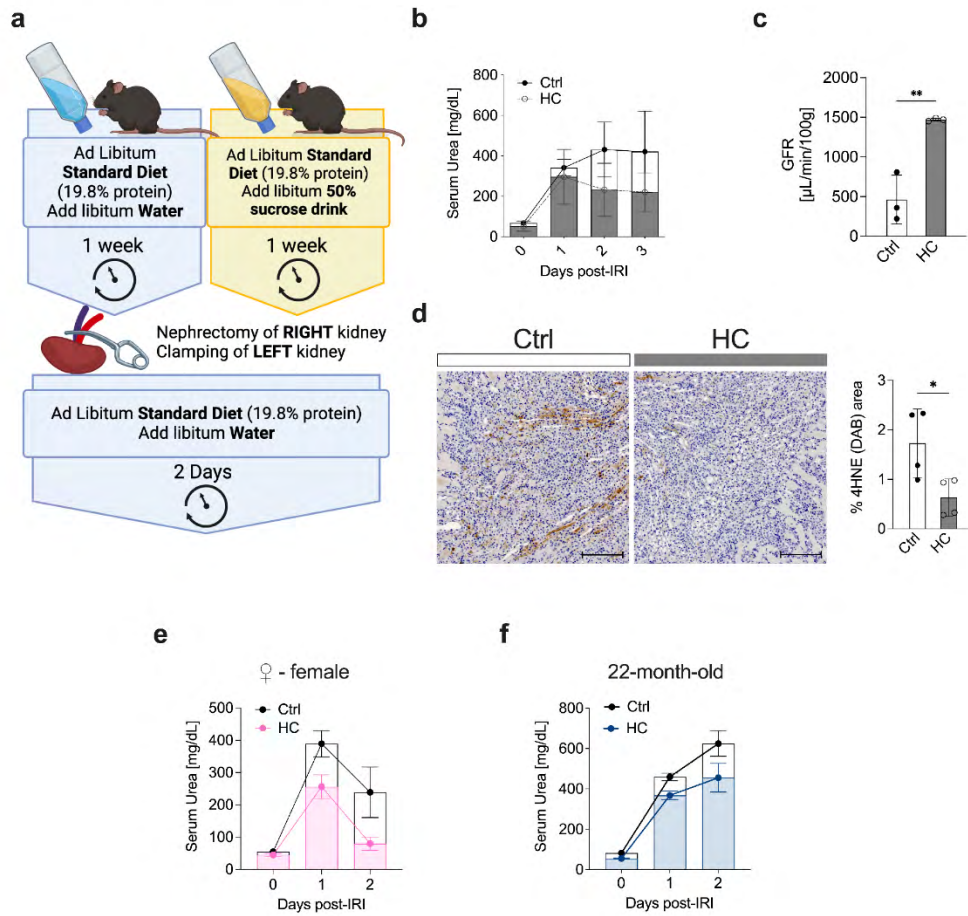 a
Ad Libitum
Standard Diet
(19.8% protein)
Add libitum Water
1 week
Ad Libitum Standard
Diet (19.8% protein)
Add libitum 50%
sucrose drink
1 week
Nephrectomy of RIGHT kidney
Clamping of LEFT kidney
Ad Libitum Standard Diet (19.8% protein)
Add libitum Water
2 Days
b
Serum Urea [mg/dL]
800
600
400
200
0
Ctrl
HC
0 1 2 3
Days post-IRI
c
GFR
[µL/min/100g]
2000
1500
1000
500
0
**
Ctrl
HC
d
Ctrl
HC
% 4HNE (DAB) area
3
2
1
0
*
Ctrl
HC
e
♀ - female
Serum Urea [mg/dL]
500
400
300
200
100
0
Ctrl
HC
0 1 2
Days post-IRI
f
22-month-old
Serum Urea [mg/dL]
800
600
400
200
0
Ctrl
HC
0 1 2
Days post-IRI